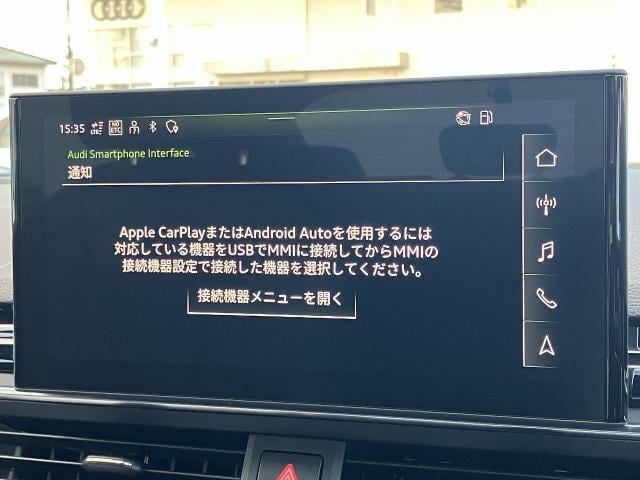 15:35
LTE
NO ETC
Audi Smartphone Interface
通知
Apple CarPlayまたはAndroid Autoを使用するには
対応している機器をUSBでMMIに接続してからMMIの
接続機器設定で接続した機器を選択してください。
接続機器メニューを開く